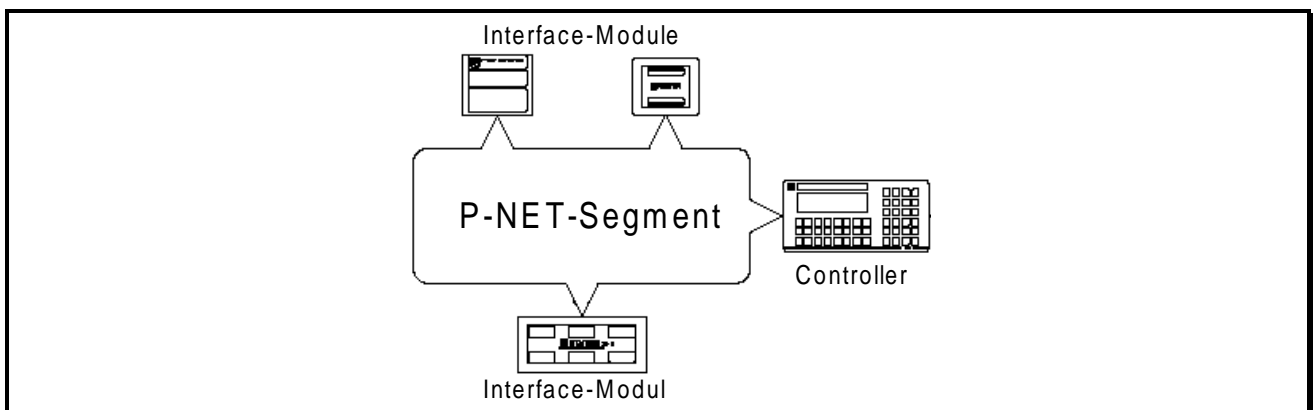 Interface-Module
P-NET-Segment
Controller
Interface-Modul